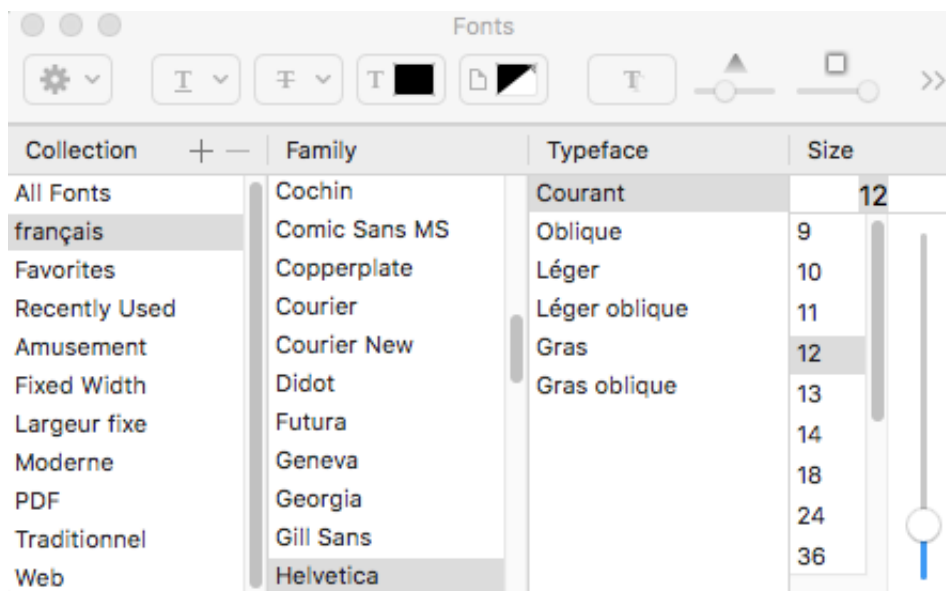 Fonts
T T T T
Collection + — Family Typeface Size
All Fonts Cochin Courant 12
français Comic Sans MS Oblique 9
Favorites Copperplate Léger 10
Recently Used Courier Léger oblique 11
Amusement Courier New Gras 12
Fixed Width Didot Gras oblique 13
Largeur fixe Futura 14
Moderne Geneva 18
PDF Georgia 24
Traditionnel Gill Sans 36
Web Helvetica